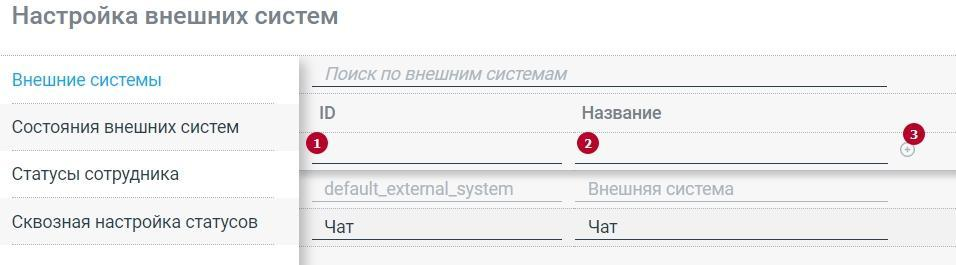 Настройка внешних систем
Внешние системы
Состояния внешних систем
Статусы сотрудника
Сквозная настройка статусов
Поиск по внешним системам
ID Название
1 2 3
default_external_system Внешняя система
Чат Чат